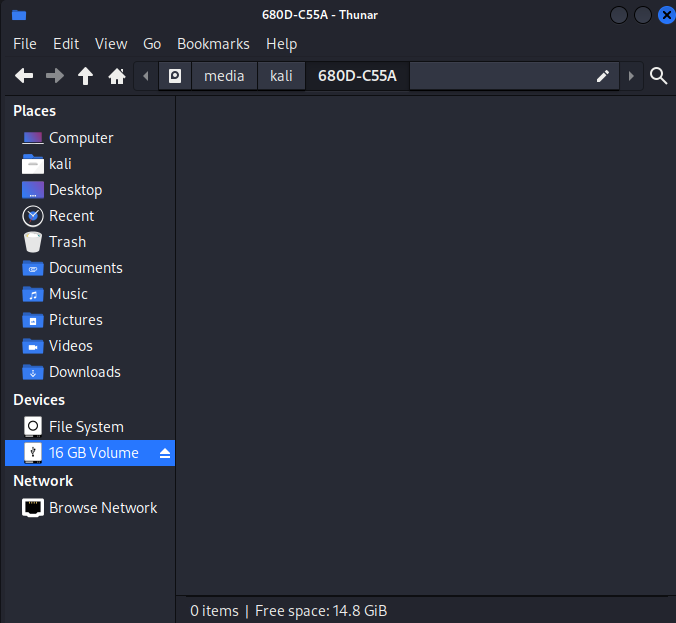 680D-C55A - Thunar
File Edit View Go Bookmarks Help
media kali 680D-C55A
Places
Computer
kali
Desktop
Recent
Trash
Documents
Music
Pictures
Videos
Downloads
Devices
File System
16 GB Volume
Network
Browse Network
0 items | Free space: 14.8 GiB